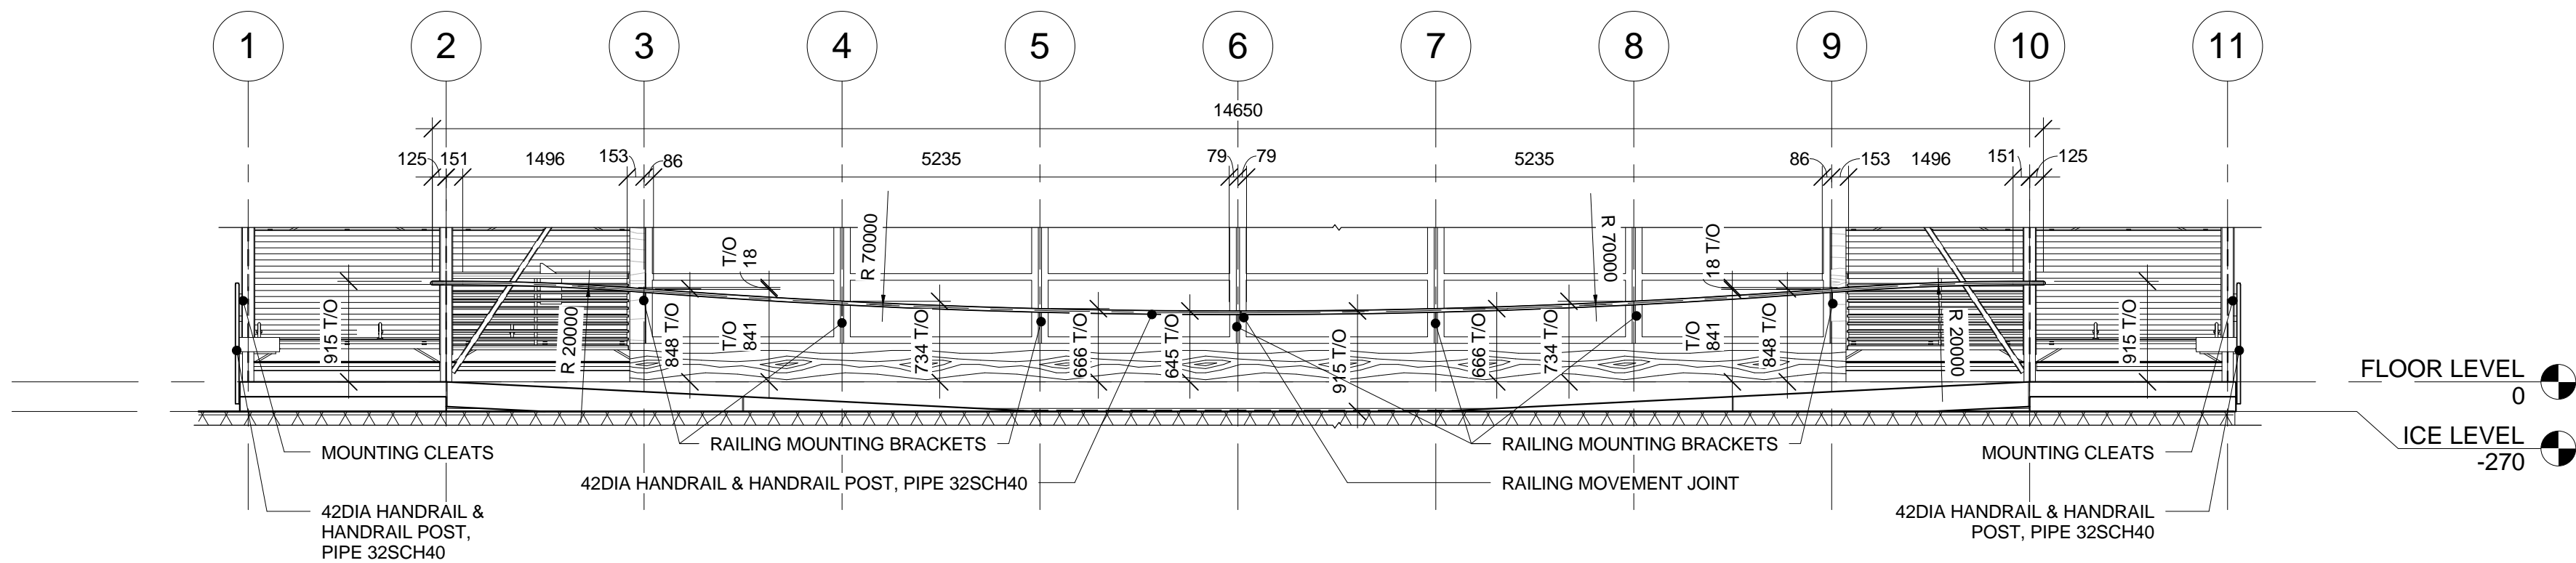 1 2 3 4 5 6 7 8 9 10 11
14650
125 151 1496 153 86 5235 79 79 5235 86 153 1496 151 125
915 T/O
R 20000
848 T/O
T/O
18
T/O
841
R 70000
734 T/O
666 T/O
645 T/O
915 T/O
666 T/O
734 T/O
R 70000
18 T/O
T/O
841
848 T/O
R 20000
915 T/O
FLOOR LEVEL
0
ICE LEVEL
-270
MOUNTING CLEATS
RAILING MOUNTING BRACKETS
RAILING MOUNTING BRACKETS
MOUNTING CLEATS
42DIA HANDRAIL & HANDRAIL POST, PIPE 32SCH40
RAILING MOVEMENT JOINT
42DIA HANDRAIL &
HANDRAIL POST,
PIPE 32SCH40
42DIA HANDRAIL & HANDRAIL
POST, PIPE 32SCH40